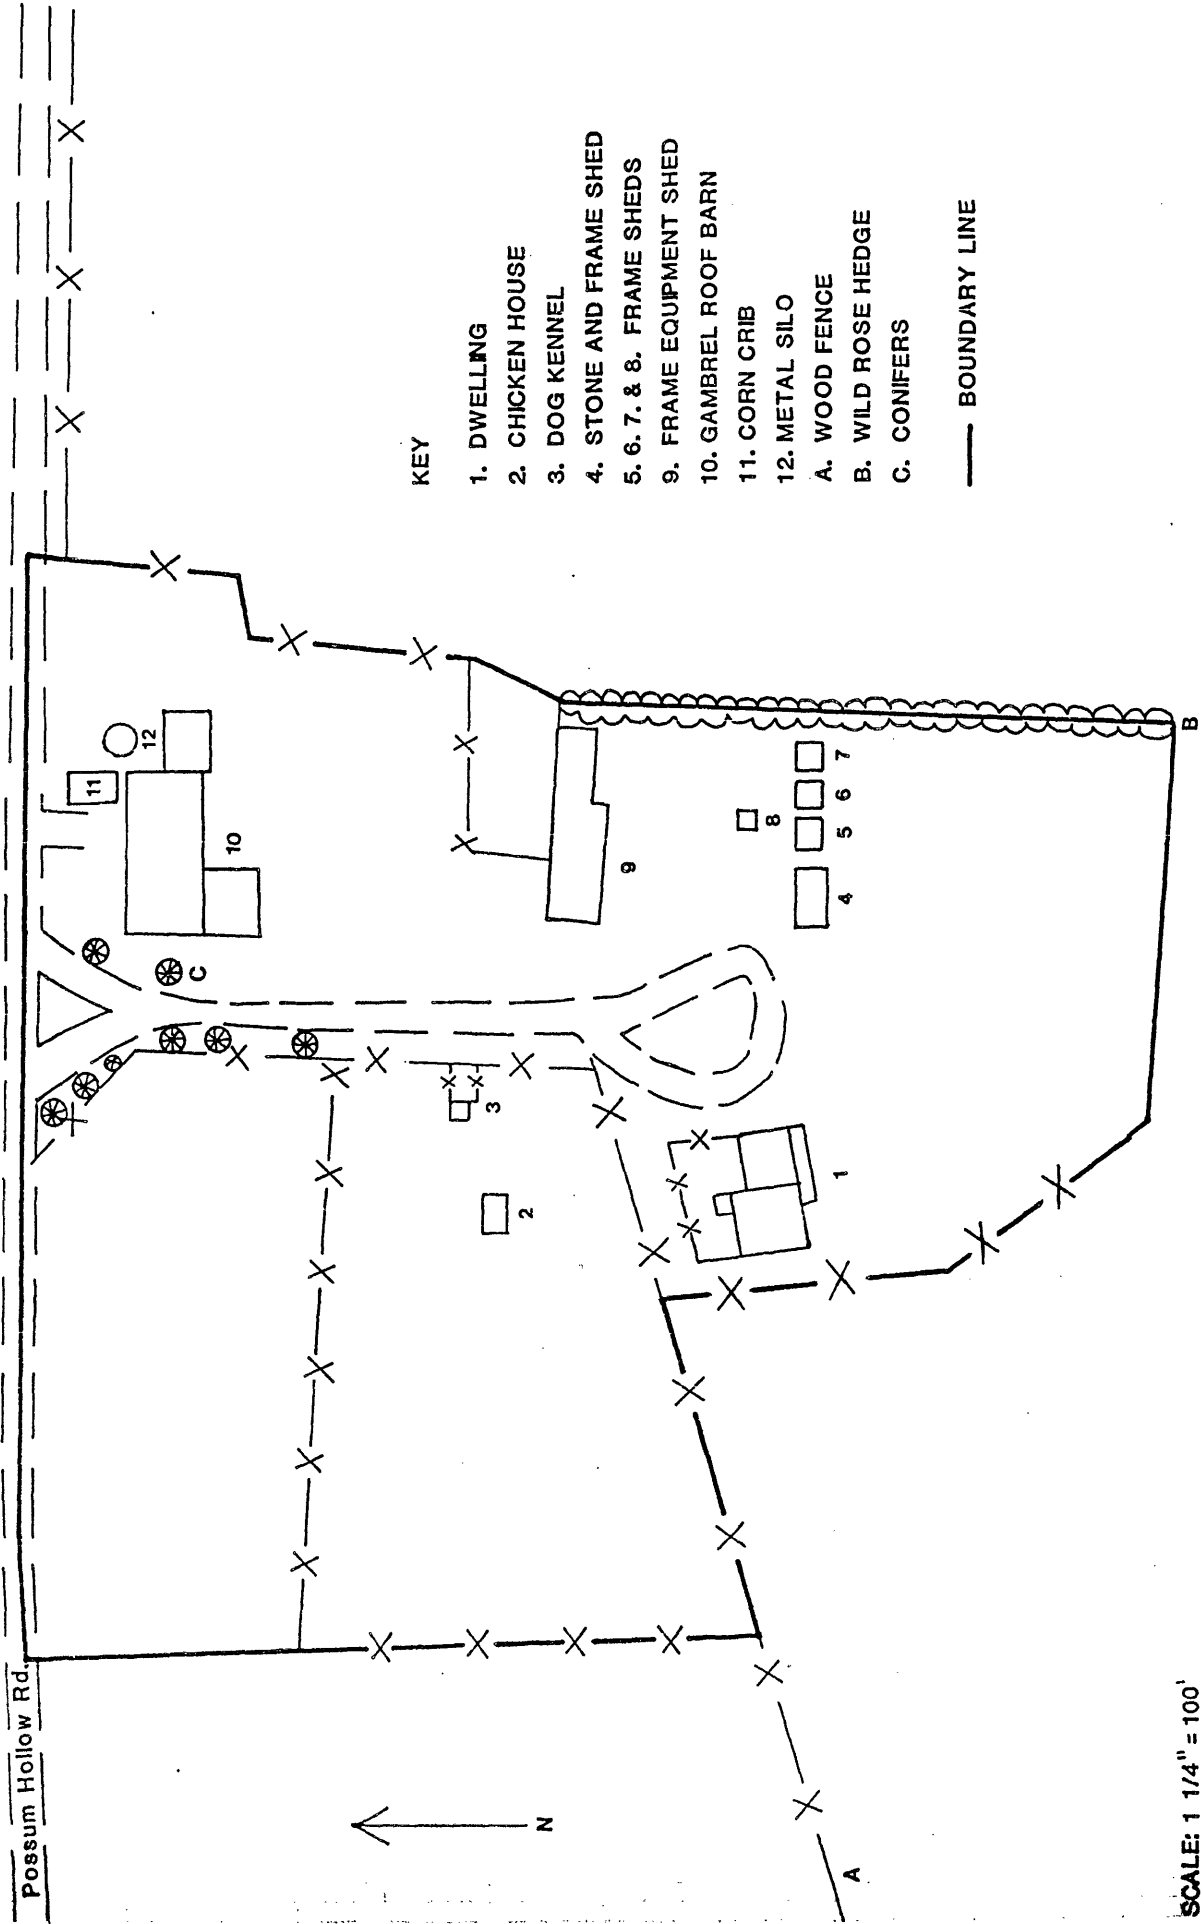 Possum Hollow Rd.
11
12
10
C
9
8
7
6
5
4
3
2
1
B
N
A
KEY
1. DWELLING
2. CHICKEN HOUSE
3. DOG KENNEL
4. STONE AND FRAME SHED
5. 6. 7. & 8. FRAME SHEDS
9. FRAME EQUIPMENT SHED
10. GAMBREL ROOF BARN
11. CORN CRIB
12. METAL SILO
A. WOOD FENCE
B. WILD ROSE HEDGE
C. CONIFERS
BOUNDARY LINE
SCALE: 1 1/4" = 100'